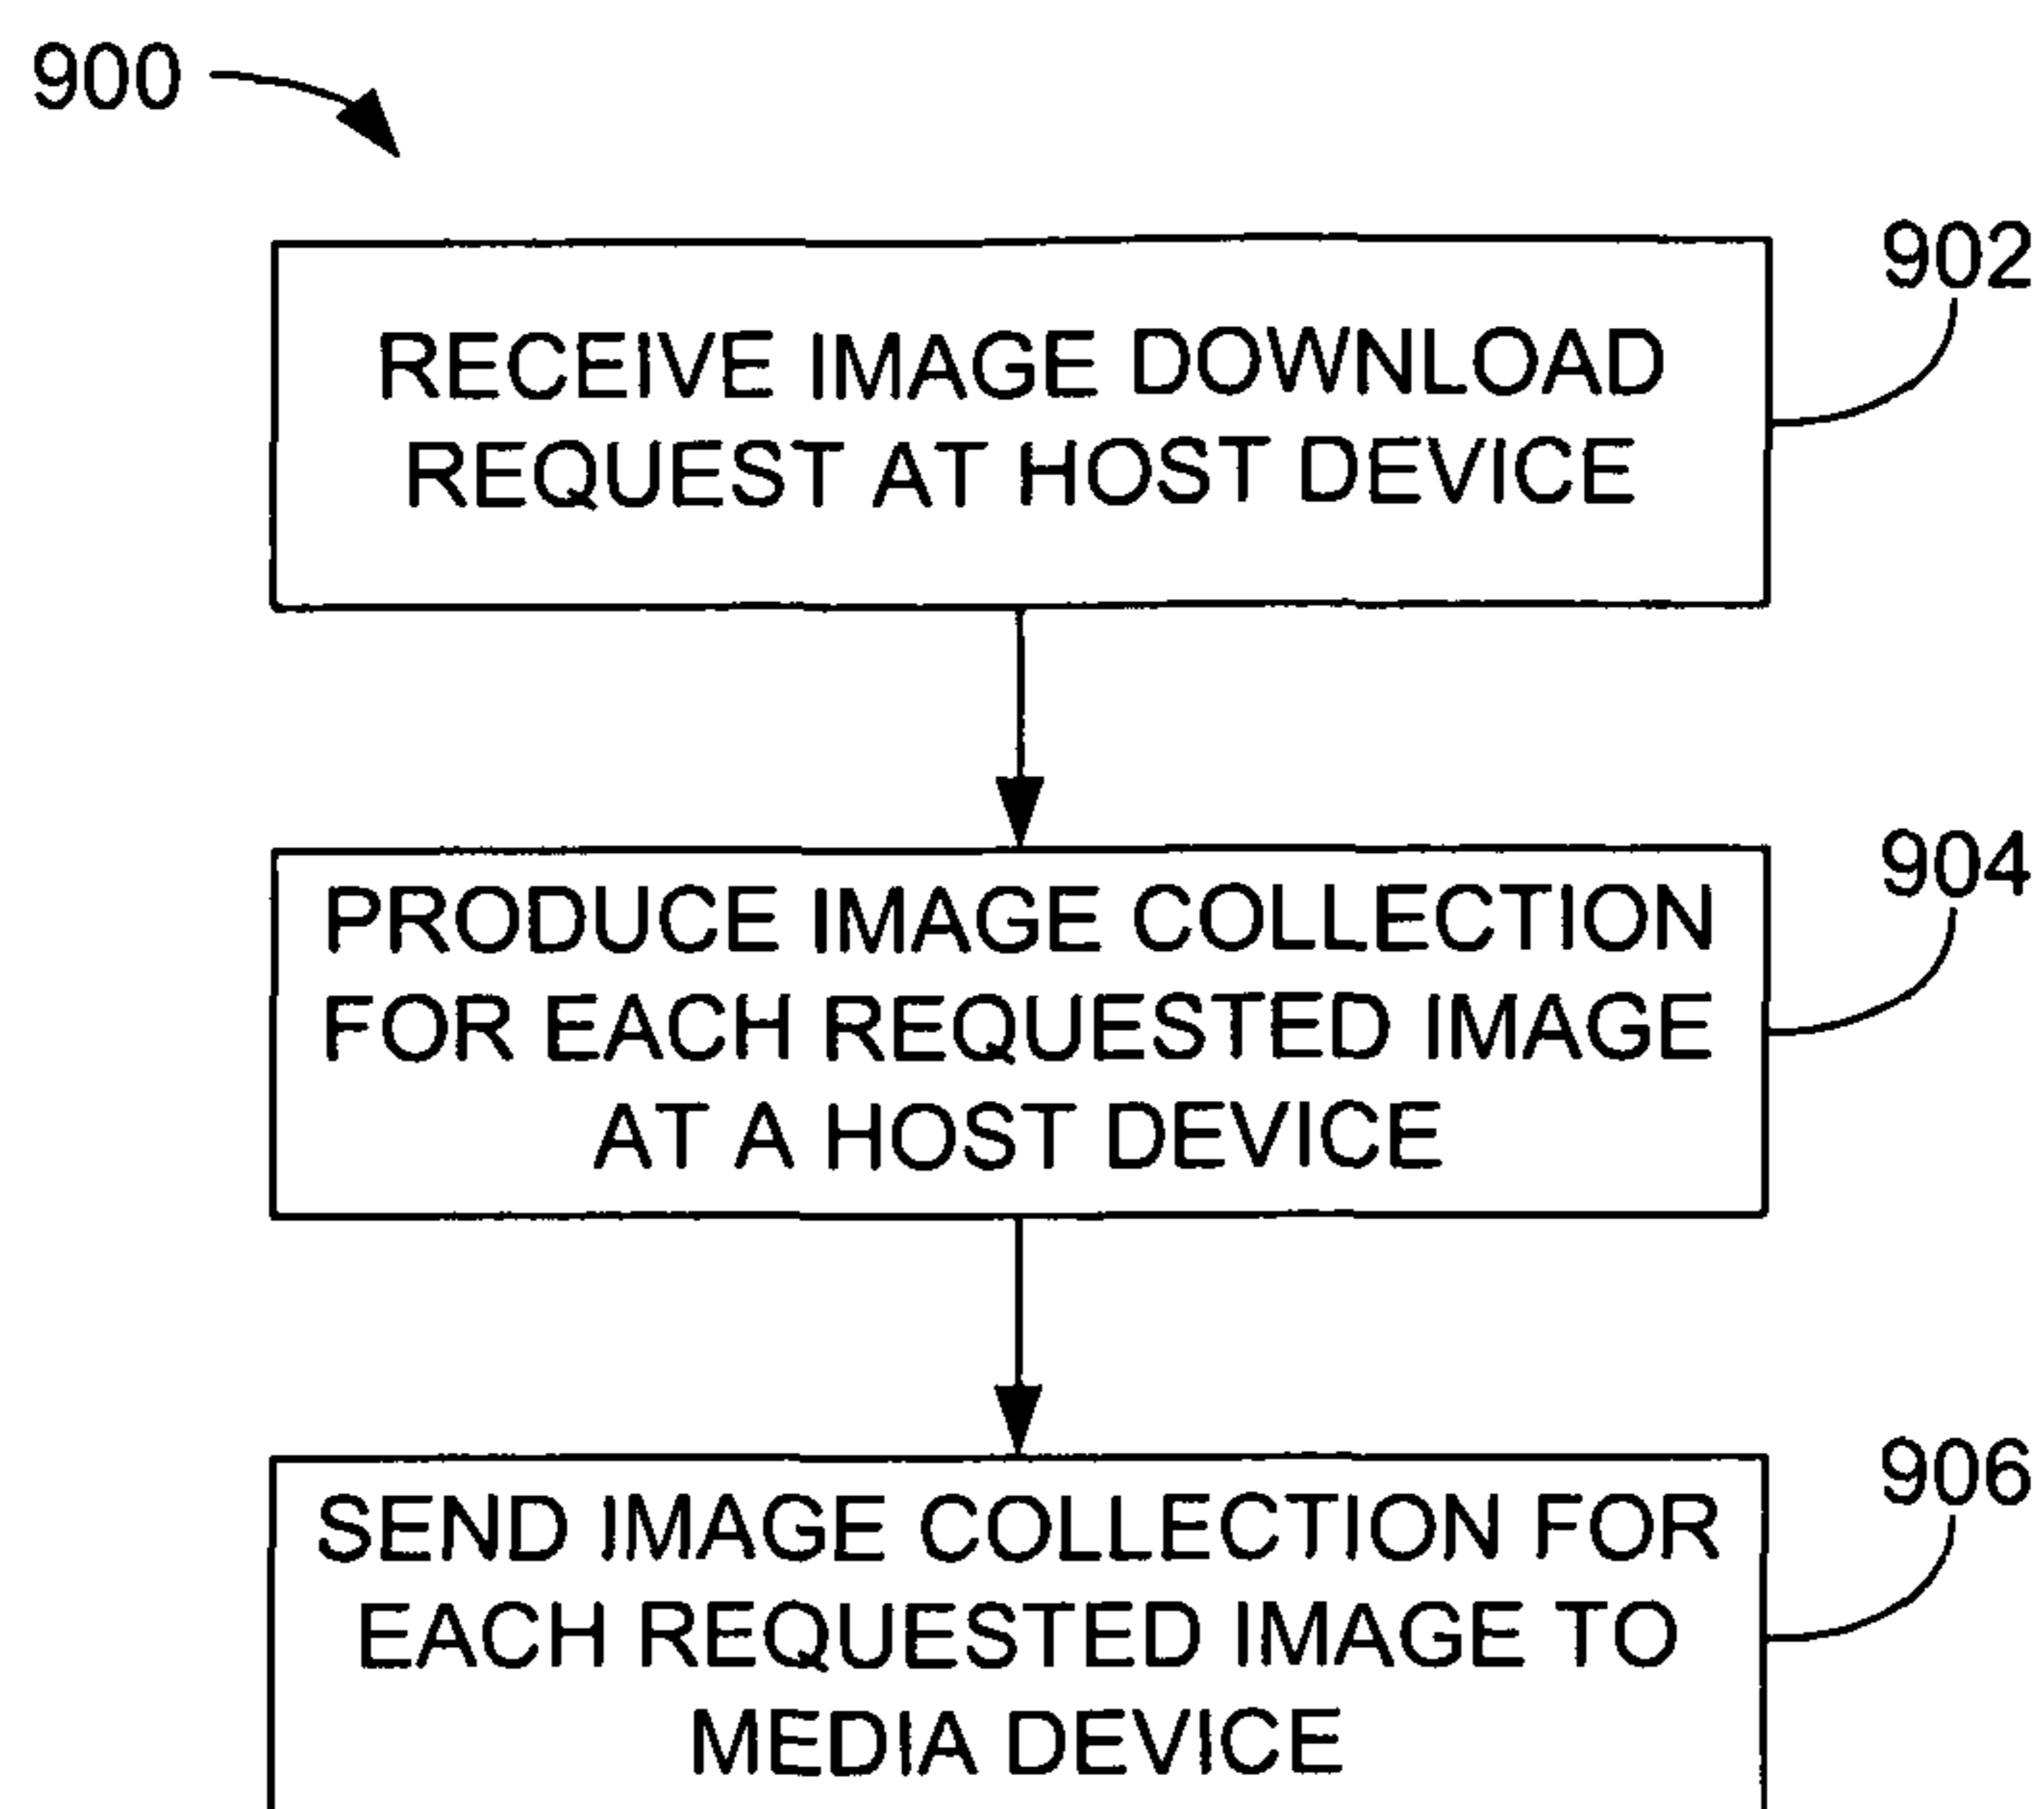 900
902
RECEIVE IMAGE DOWNLOAD
REQUEST AT HOST DEVICE
904
PRODUCE IMAGE COLLECTION
FOR EACH REQUESTED IMAGE
AT A HOST DEVICE
906
SEND IMAGE COLLECTION FOR
EACH REQUESTED IMAGE TO
MEDIA DEVICE